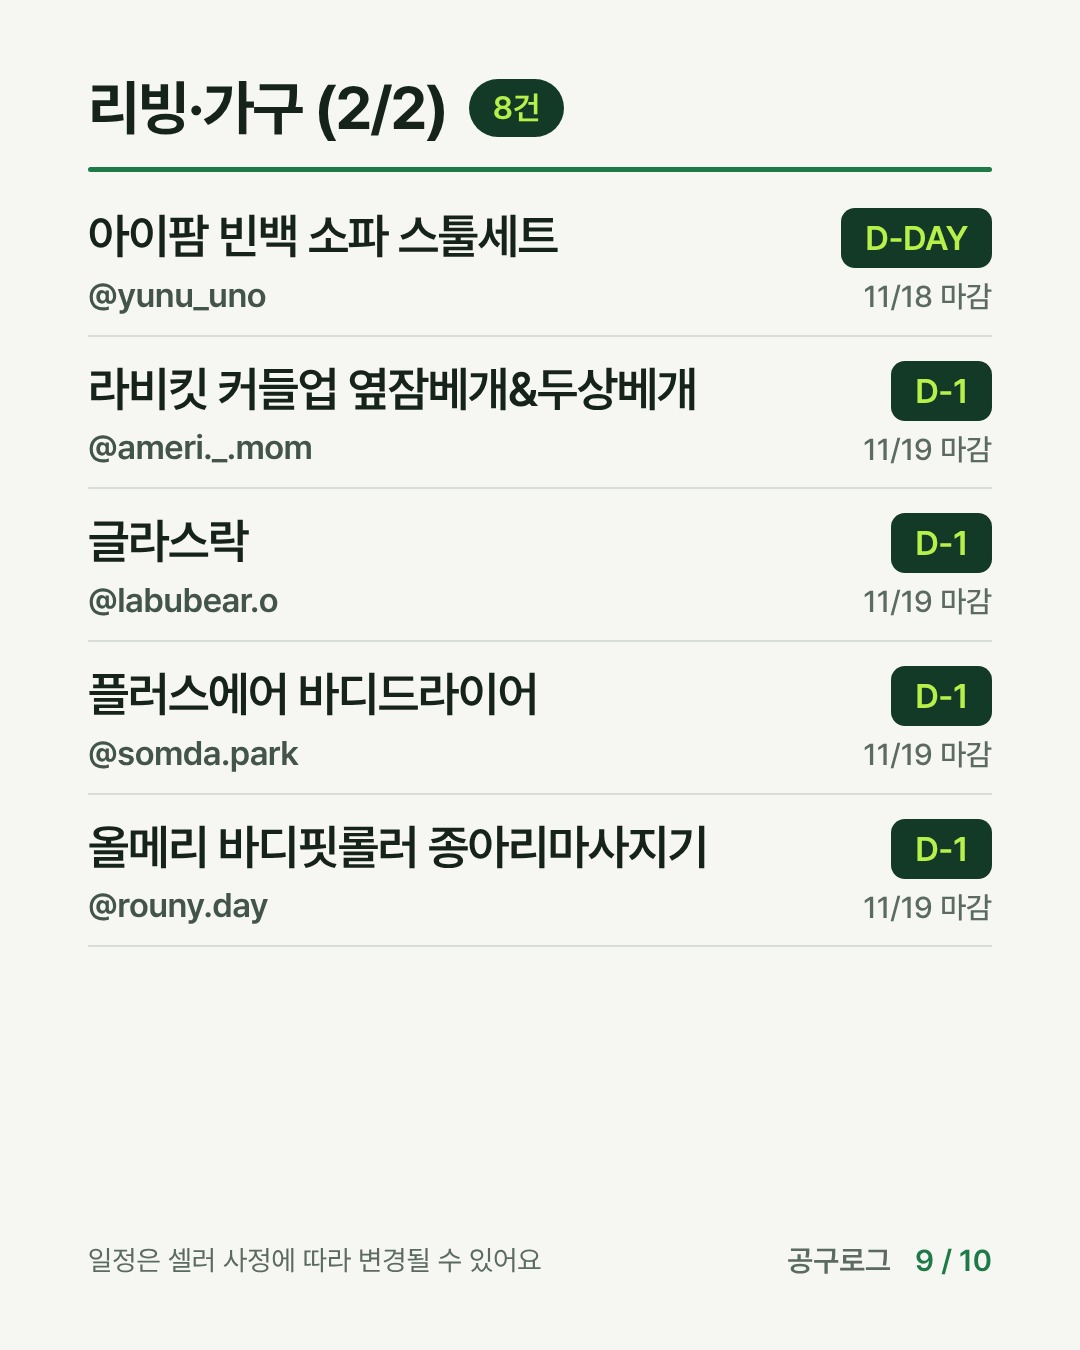 리빙·가구 (2/2) 8건
아이팜 빈백 소파 스툴세트 D-DAY
@yunu_uno 11/18 마감
라비킷 커들업 옆잠베개&두상베개 D-1
@ameri._.mom 11/19 마감
글라스락 D-1
@labubear.o 11/19 마감
플러스에어 바디드라이어 D-1
@somda.park 11/19 마감
올메리 바디핏롤러 종아리마사지기 D-1
@rouny.day 11/19 마감
일정은 셀러 사정에 따라 변경될 수 있어요 공구로그 9 / 10